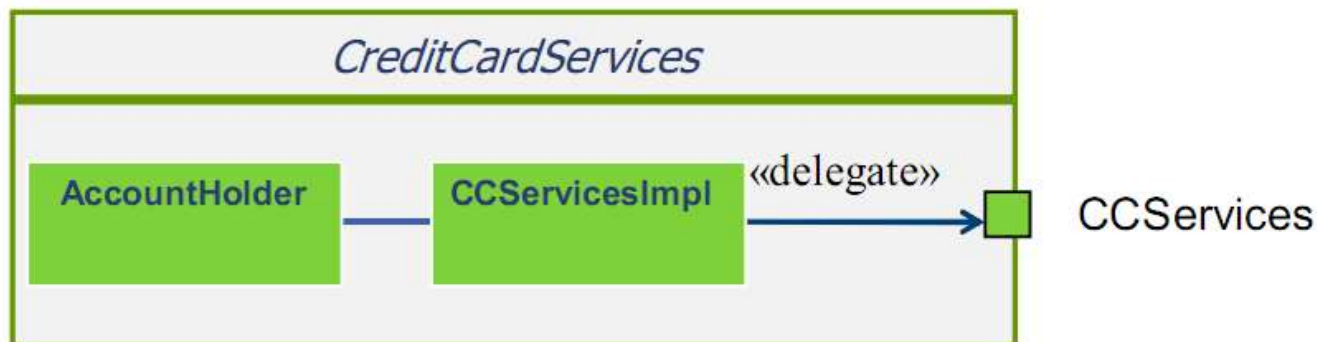 CreditCardServices
«delegate»
AccountHolder
CCServicesImpl
CCServices